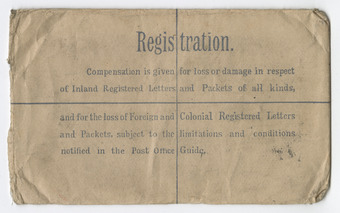 Registration.
Compensation is given for loss or damage in respect
of Inland Registered Letters and Packets of all kinds,
and for the loss of Foreign and Colonial Registered Letters
and Packets, subject to the limitations and conditions
notified in the Post Office Guide.